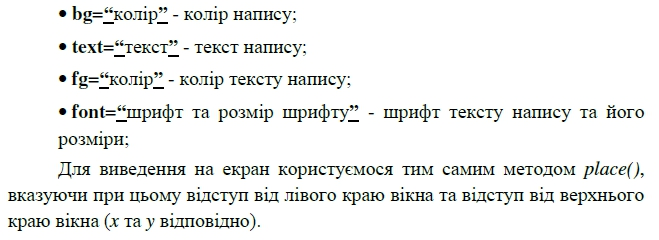 • bg=“колір” - колір напису;
• text=“текст” - текст напису;
• fg=“колір” - колір тексту напису;
• font=“шрифт та розмір шрифту” - шрифт тексту напису та його
розміри;
Для виведення на екран користуємося тим самим методом place(),
вказуючи при цьому відступ від лівого краю вікна та відступ від верхнього
краю вікна (x та y відповідно).